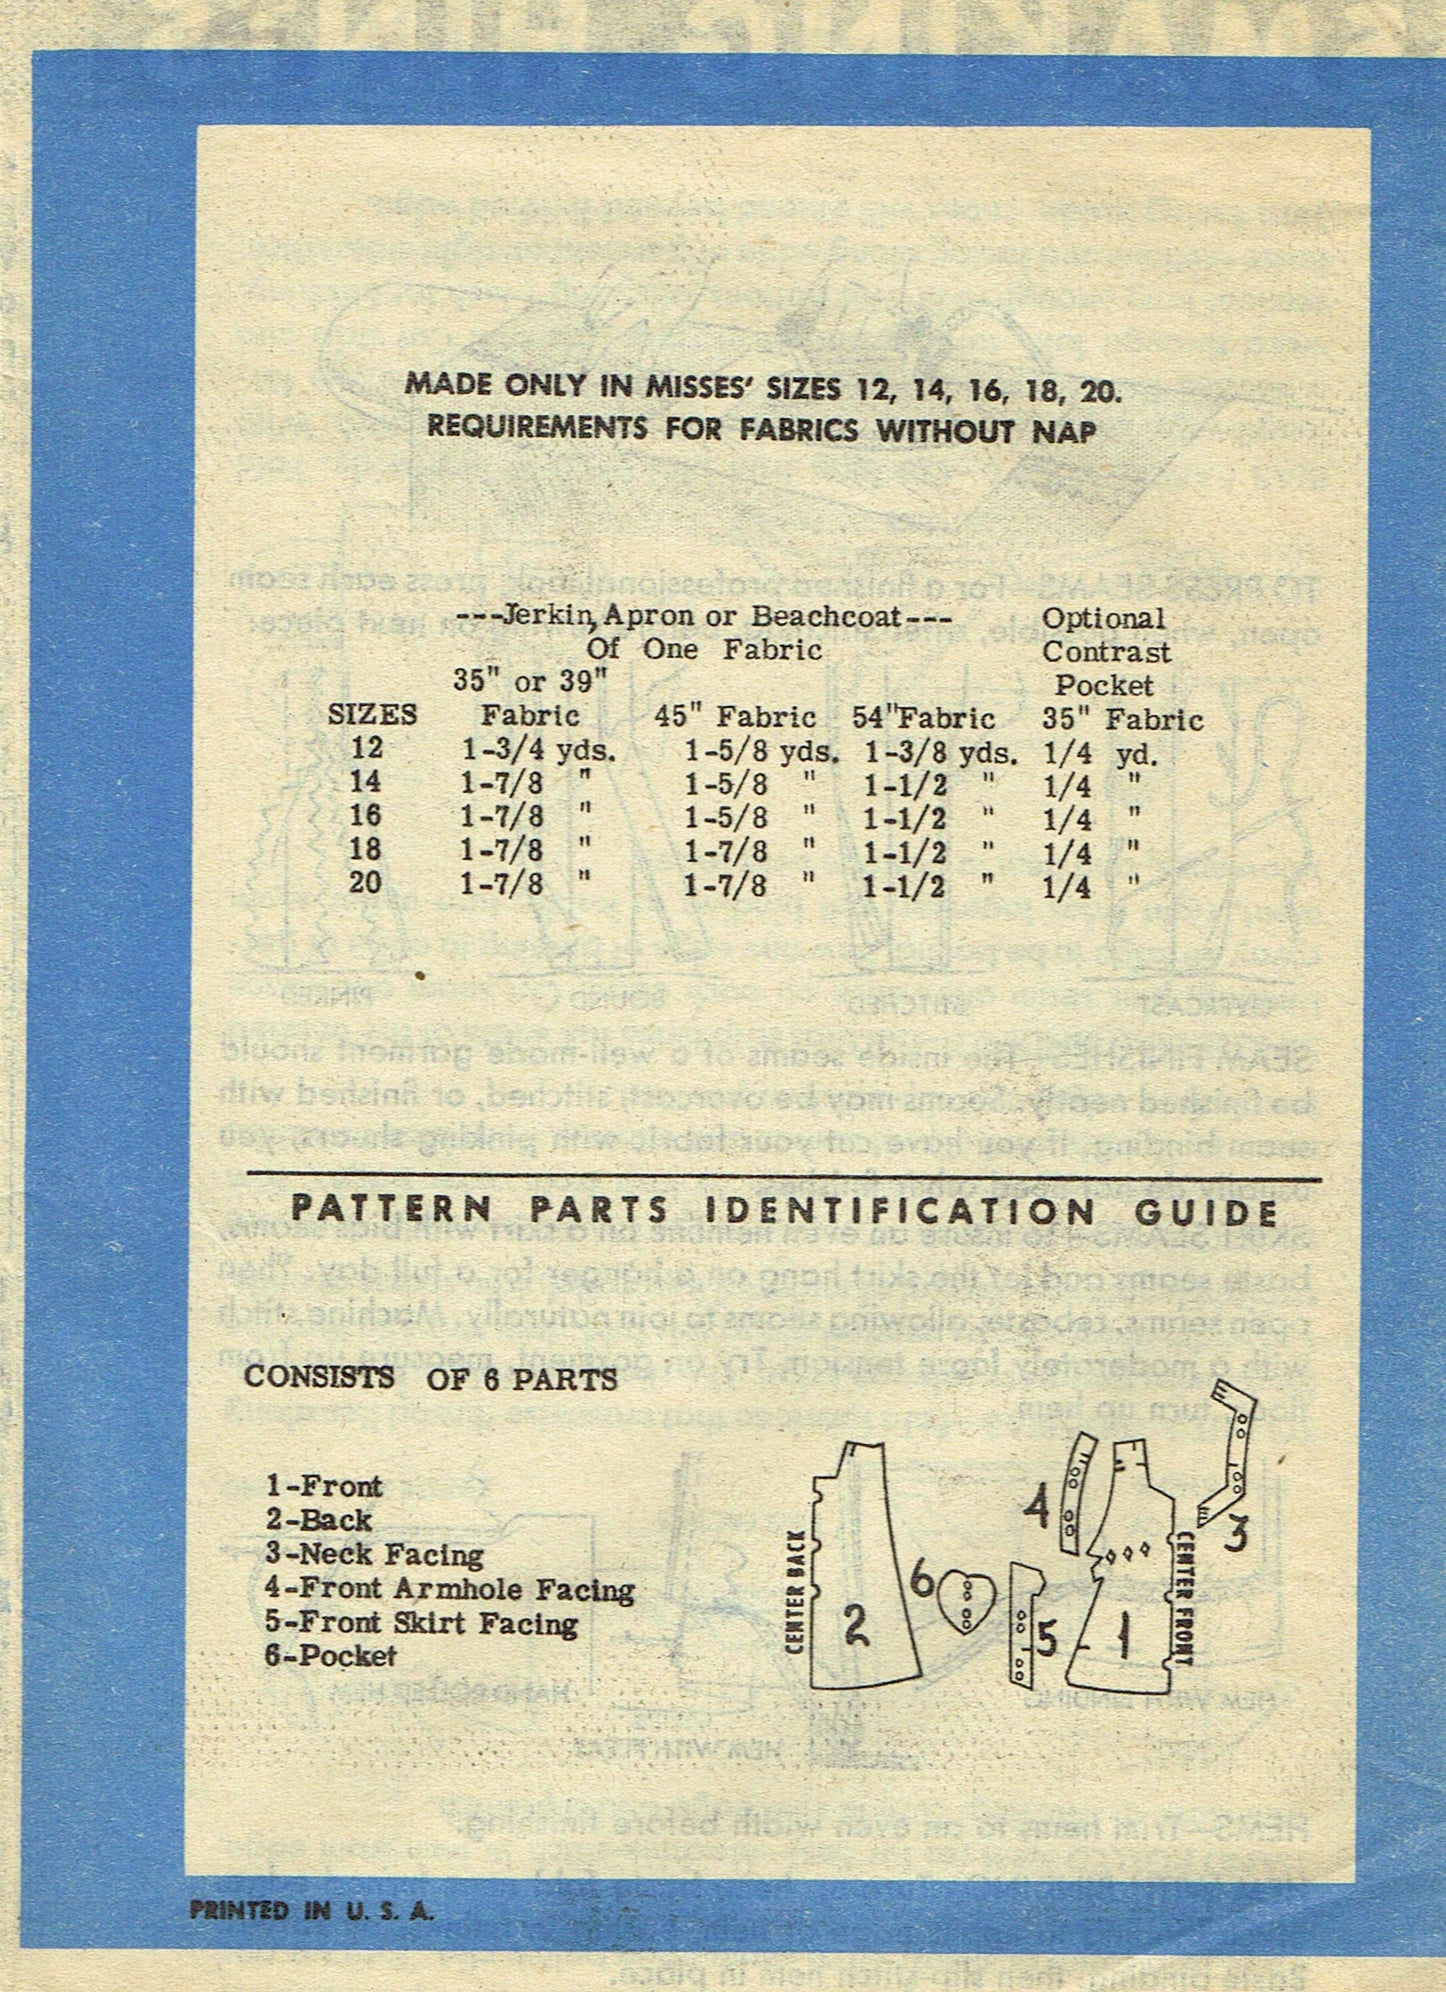 MADE ONLY IN MISSES' SIZES 12, 14, 16, 18, 20.
REQUIREMENTS FOR FABRICS WITHOUT NAP
---Jerkin, Apron or Beachcoat--- Optional
Of One Fabric Contrast
35" or 39" Pocket
SIZES Fabric 45" Fabric 54"Fabric 35" Fabric
12 1-3/4 yds. 1-5/8 yds. 1-3/8 yds. 1/4 yd.
14 1-7/8 " 1-5/8 " 1-1/2 " 1/4 "
16 1-7/8 " 1-5/8 " 1-1/2 " 1/4 "
18 1-7/8 " 1-7/8 " 1-1/2 " 1/4 "
20 1-7/8 " 1-7/8 " 1-1/2 " 1/4 "
PATTERN PARTS IDENTIFICATION GUIDE
CONSISTS OF 6 PARTS
1-Front
2-Back
3-Neck Facing
4-Front Armhole Facing
5-Front Skirt Facing
6-Pocket
CENTER BACK
2
6
5
4
1
CENTER FRONT
3
PRINTED IN U. S. A.